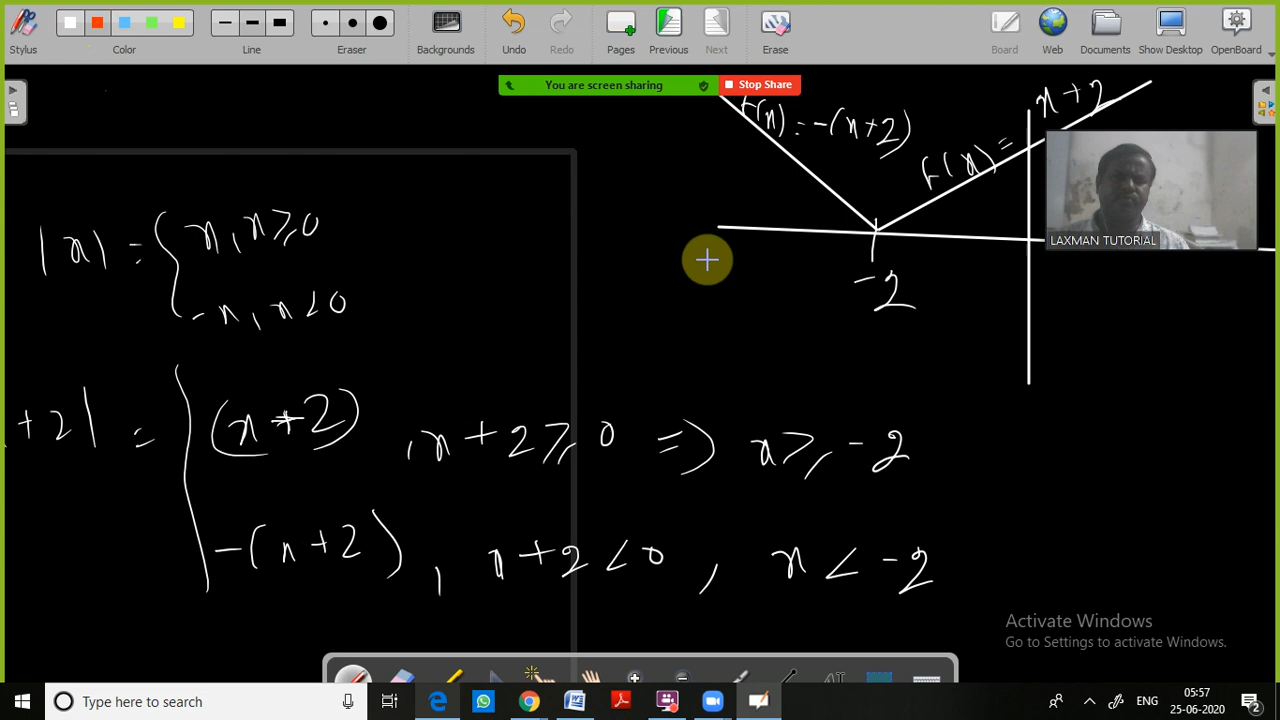 Stylus Color Line Eraser Backgrounds Undo Redo Pages Previous Next Erase Board Web Documents Show Desktop OpenBoard
You are screen sharing Stop Share
x+2
f(x) = -(x+2)
f(x) =
LAXMAN TUTORIAL
-2
|x| = { x, x ≥ 0
-x, x < 0
+2| = { (x+2) , x+2 ≥ 0 ⇒ x ≥ -2
-(x+2) , x+2 < 0 , x < -2
Activate Windows
Go to Settings to activate Windows.
Type here to search
ENG
05:57
25-06-2020
2